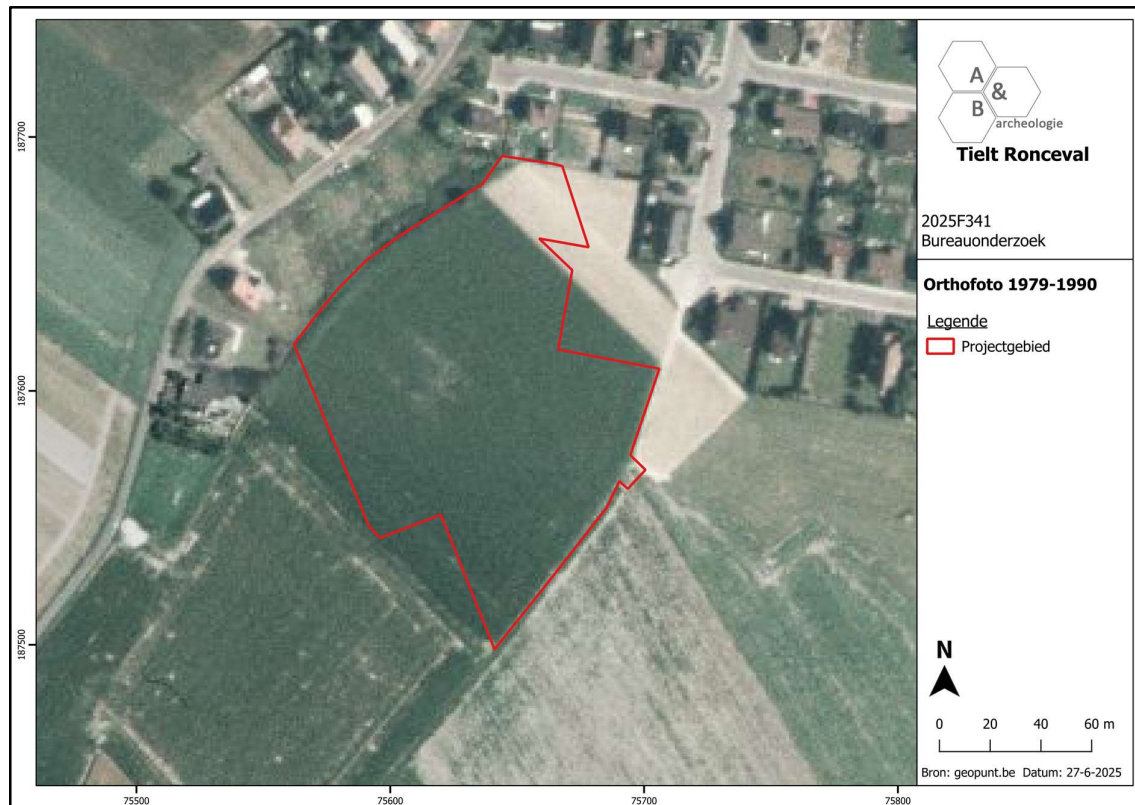 187700
187600
187500
75500
75600
75700
75800
A
&
B
archeologie
Tielt Ronceval
2025F341
Bureauonderzoek
Orthofoto 1979-1990
Legende
Projectgebied
N
0 20 40 60 m
Bron: geopunt.be Datum: 27-6-2025